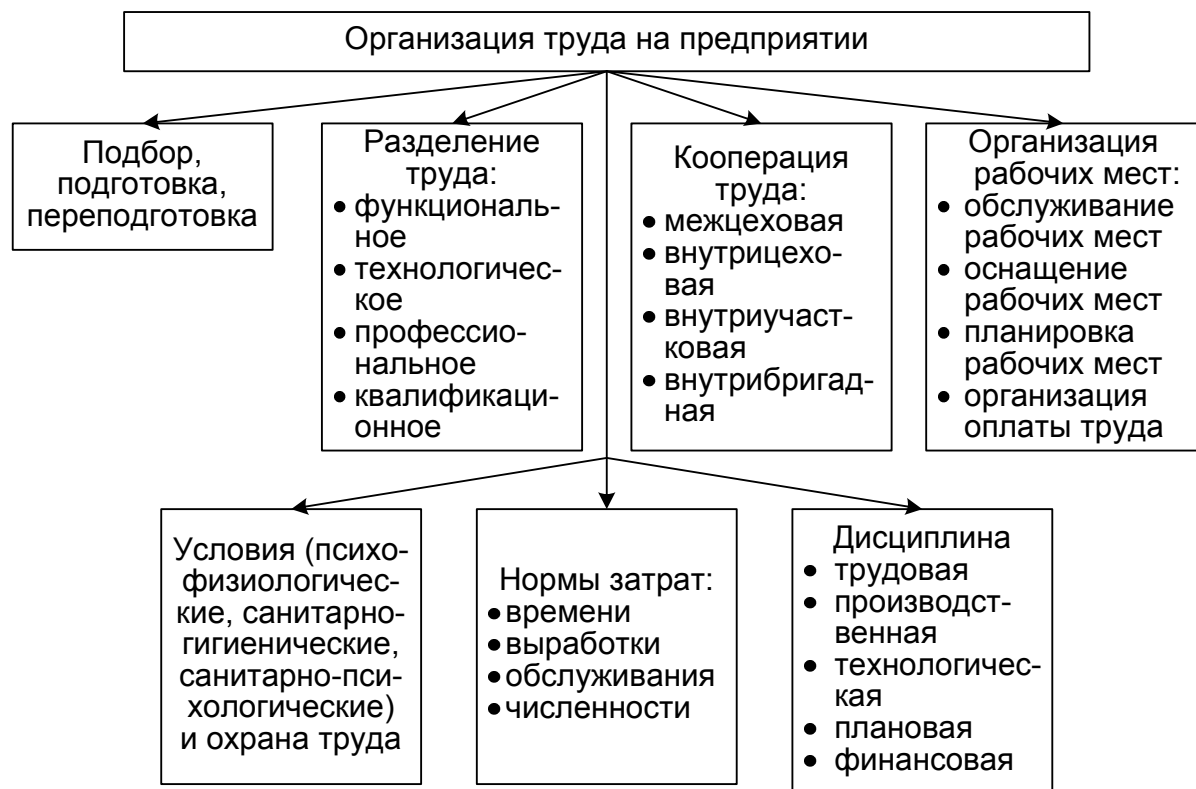 Организация труда на предприятии
Подбор,
подготовка,
переподготовка
Разделение
труда:
• функциональ-
ное
• технологичес-
кое
• профессио-
нальное
• квалификаци-
онное
Кооперация
труда:
• межцеховая
• внутрицехо-
вая
• внутриучаст-
ковая
• внутрибригад-
ная
Организация
рабочих мест:
• обслуживание
рабочих мест
• оснащение
рабочих мест
• планировка
рабочих мест
• организация
оплаты труда
Условия (психо-
физиологичес-
кие, санитарно-
гигиенические,
санитарно-пси-
хологические)
и охрана труда
Нормы затрат:
• времени
• выработки
• обслуживания
• численности
Дисциплина
• трудовая
• производст-
венная
• технологичес-
кая
• плановая
• финансовая